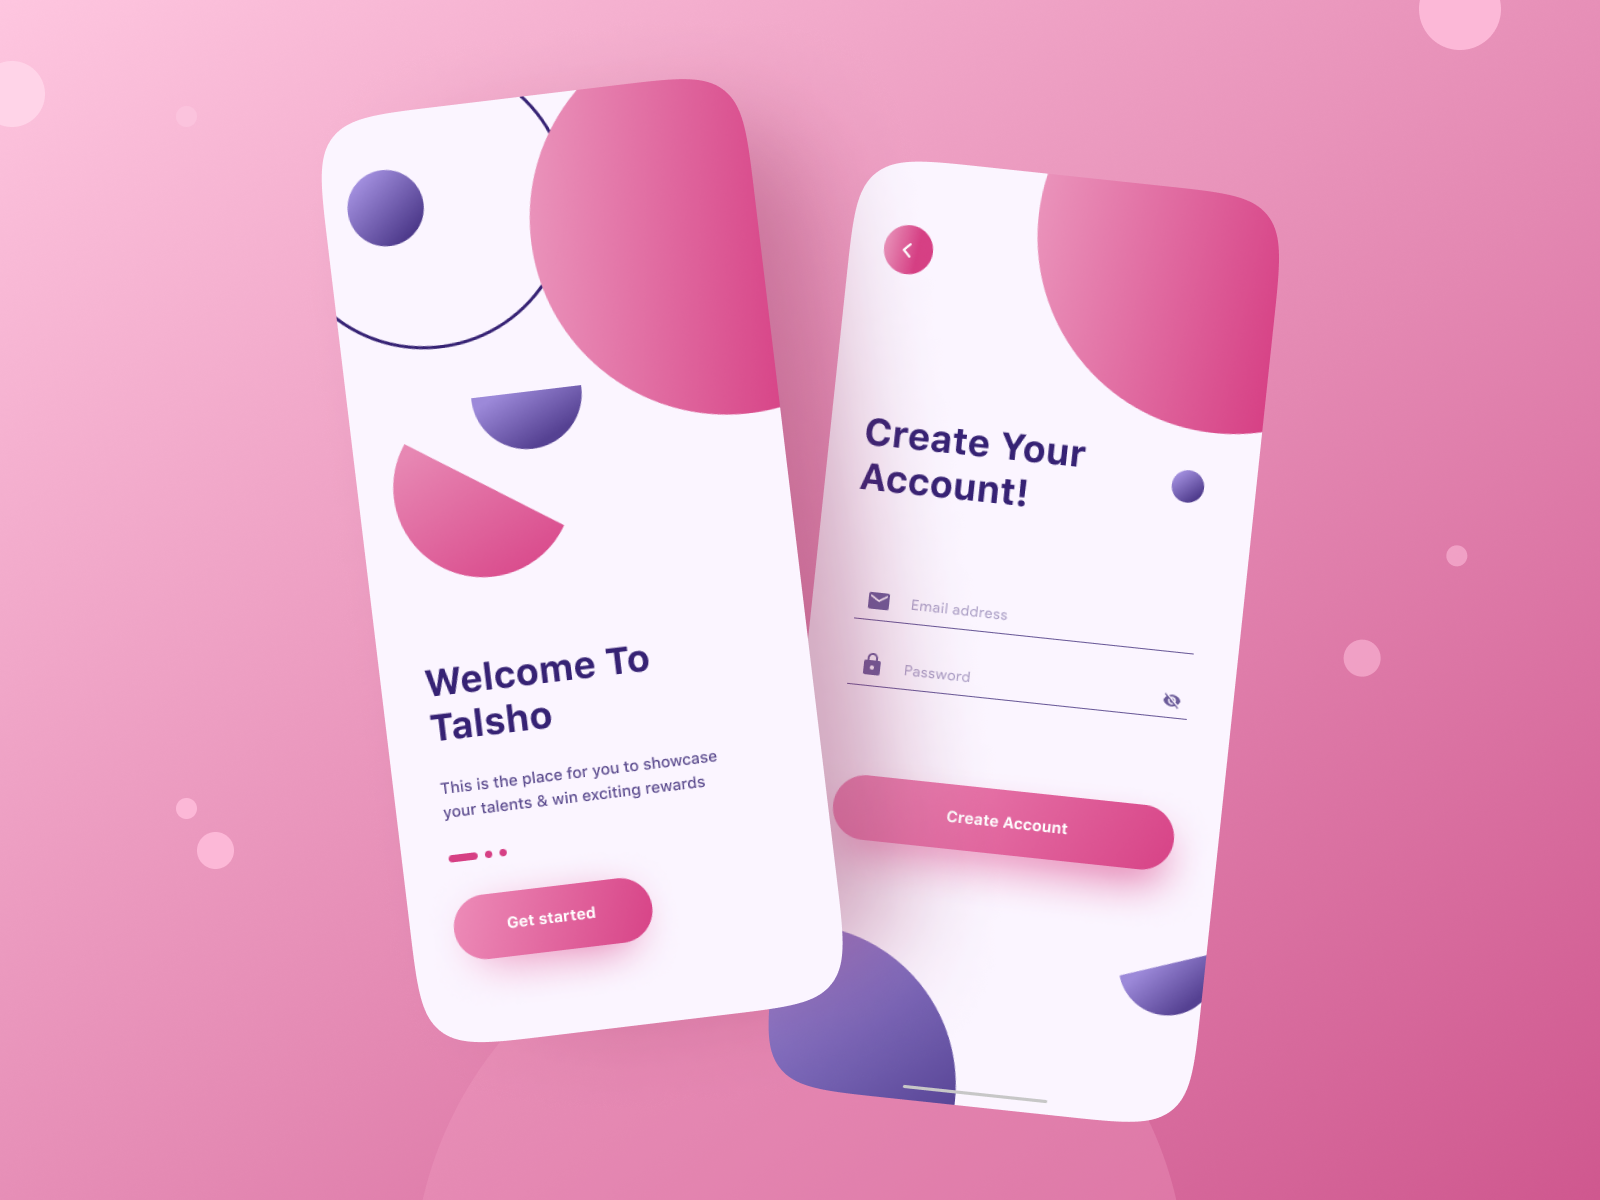 Welcome To
Talsho
This is the place for you to showcase
your talents & win exciting rewards
Get started
Create Your
Account!
Email address
Password
Create Account